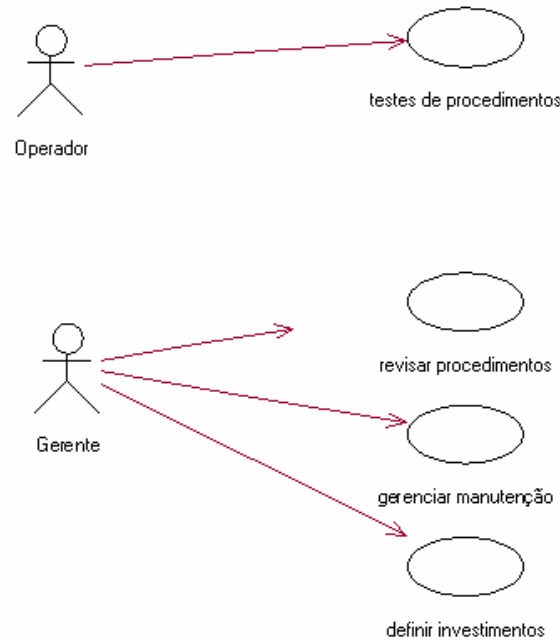 testes de procedimentos
Operador
revisar procedimentos
Gerente
gerenciar manutenção
definir investimentos